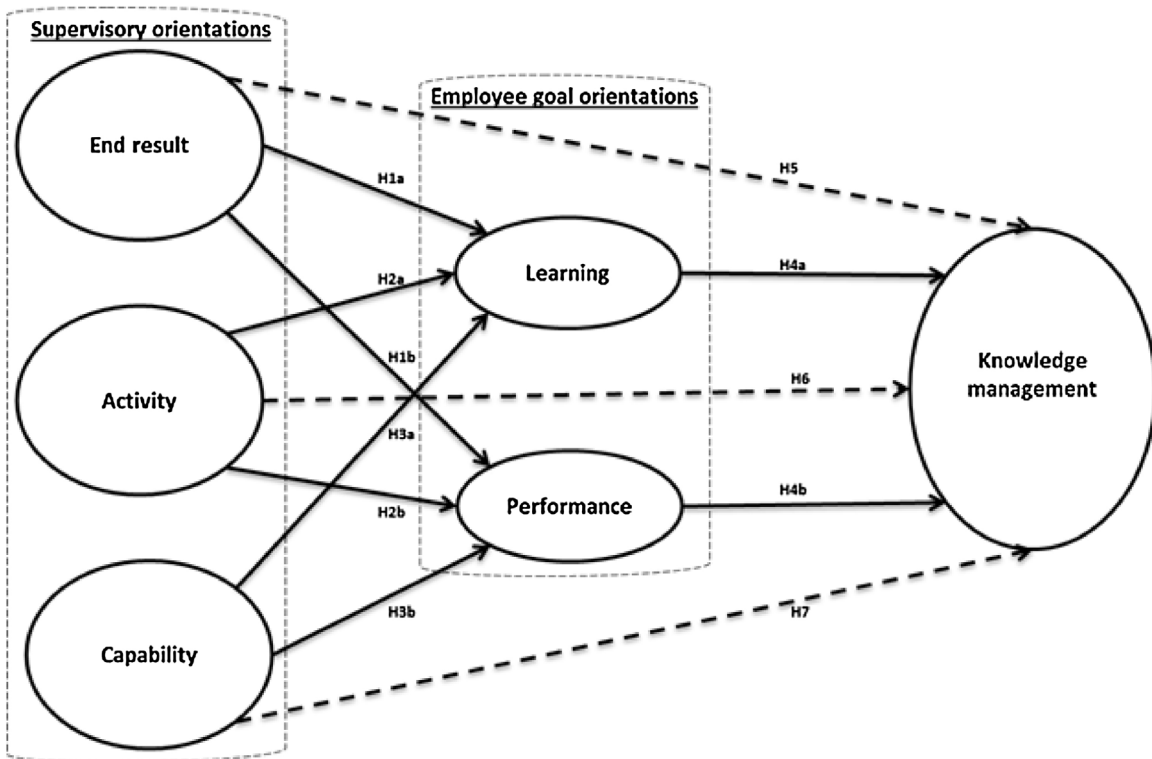 Supervisory orientations
End result
Employee goal orientations
H5
H1a
Learning
H2a
H4a
H1b
Knowledge
management
Activity
H6
H3a
Performance
H2b
H4b
H3b
H7
Capability